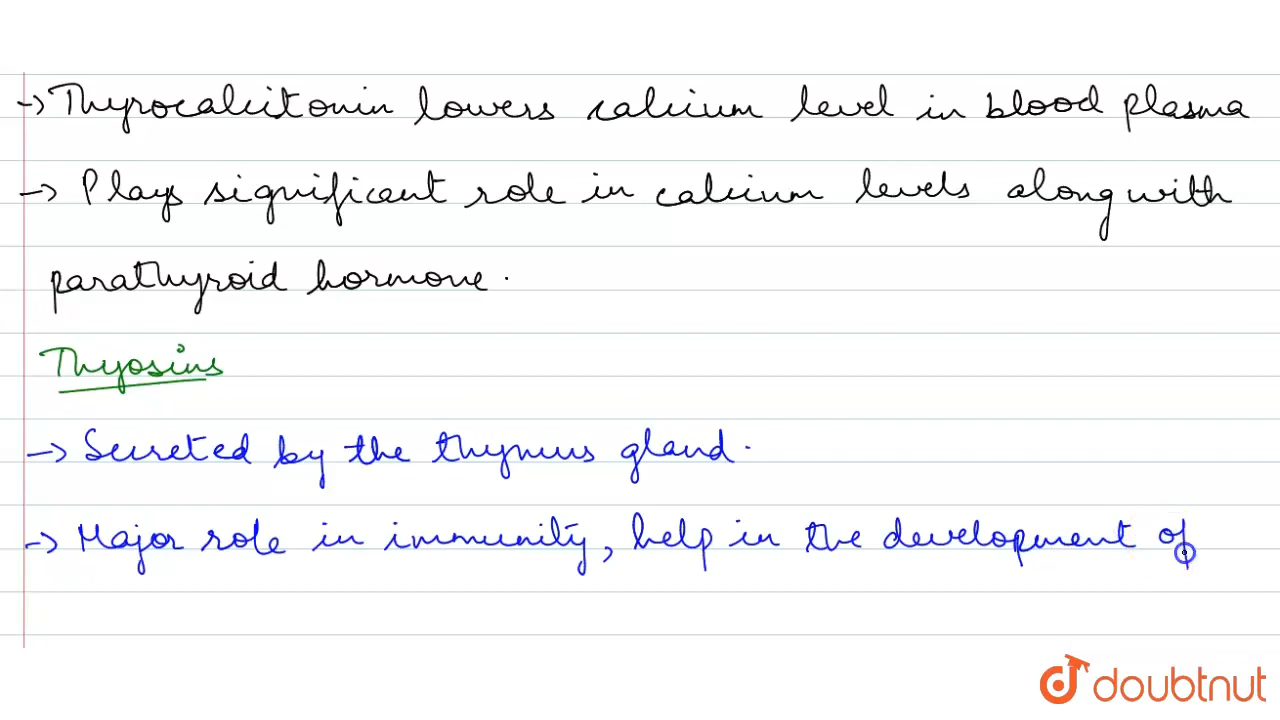 → Thyrocalcitonin lowers calcium level in blood plasma
→ Plays significant role in calcium levels along with
parathyroid hormone.
Thyosins
→ Secreted by the thymus gland.
→ Major role in immunity, help in the development of
doubtnut